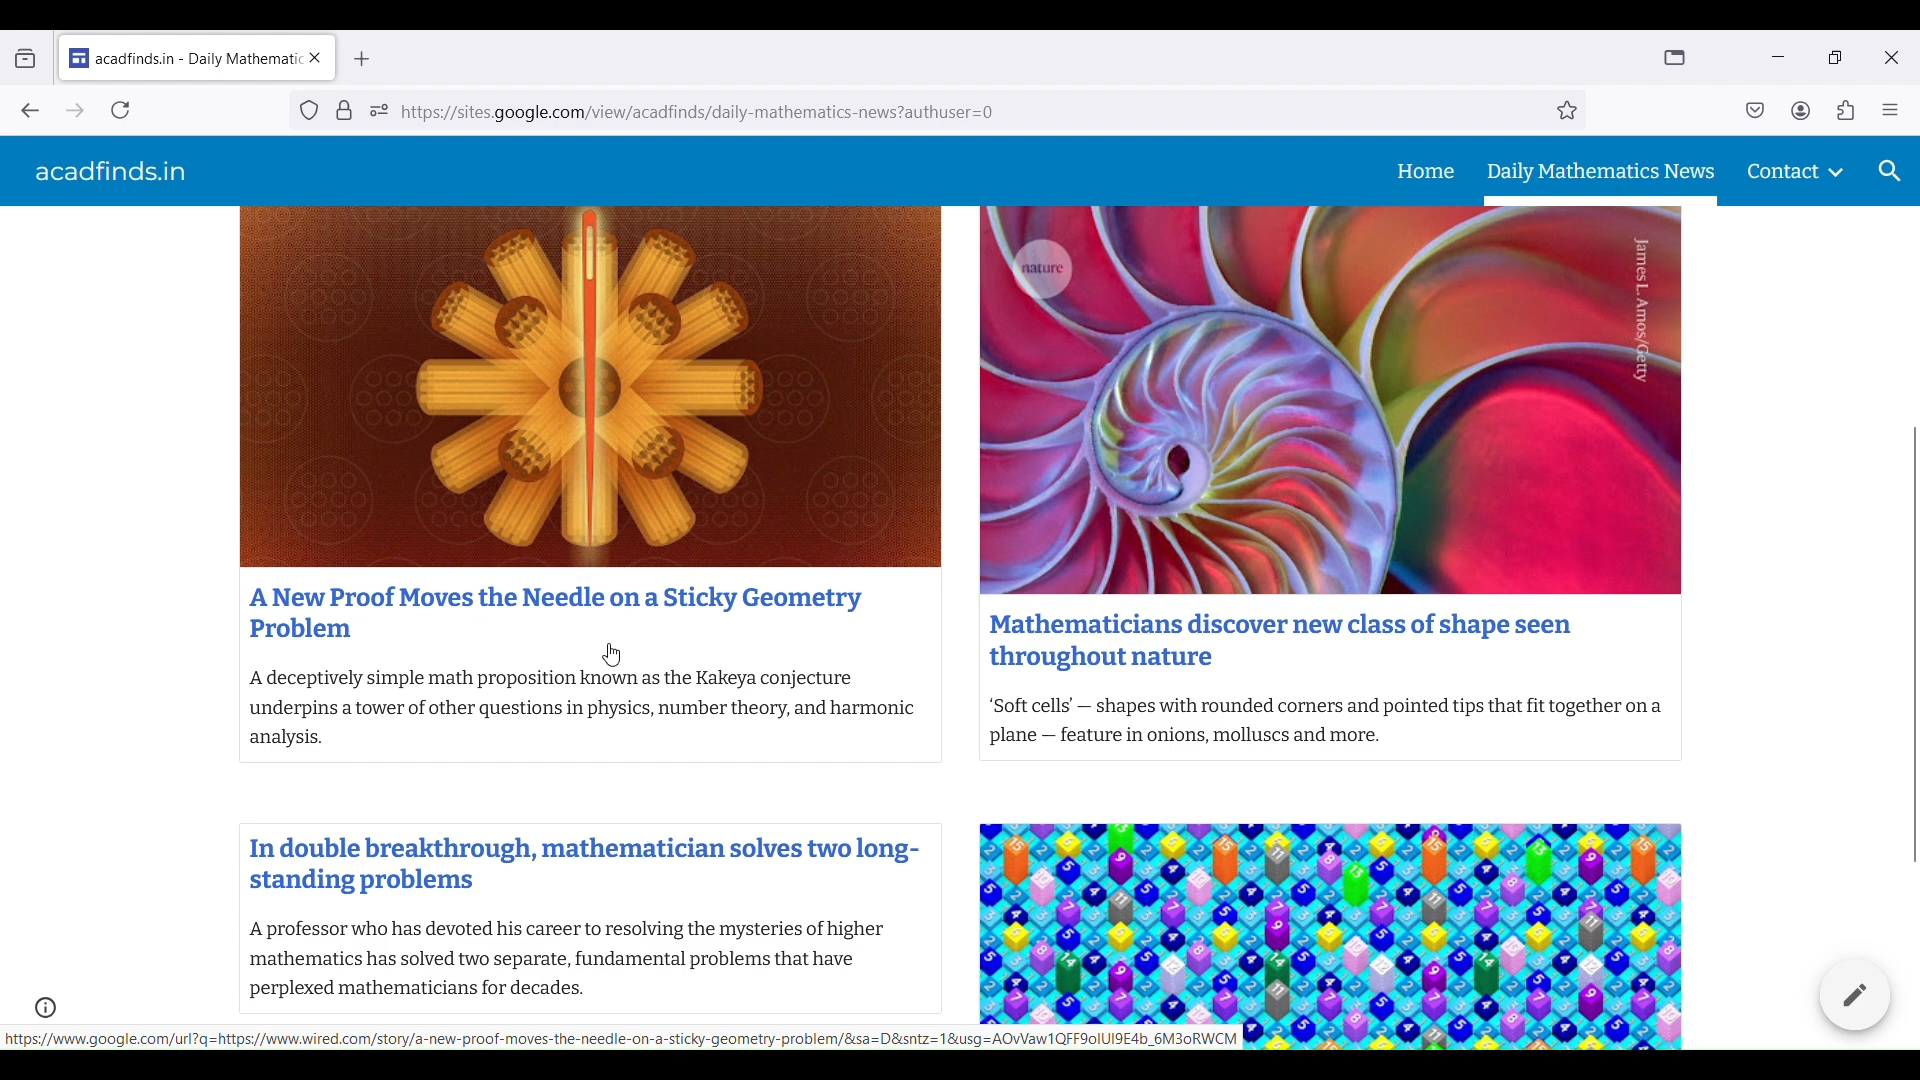 acadfinds.in - Daily Mathematic
https://sites.google.com/view/acadfinds/daily-mathematics-news?authuser=0
acadfinds.in
Home
Daily Mathematics News
Contact
nature
James L. Amos/Getty
A New Proof Moves the Needle on a Sticky Geometry
Problem
A deceptively simple math proposition known as the Kakeya conjecture
underpins a tower of other questions in physics, number theory, and harmonic
analysis.
Mathematicians discover new class of shape seen
throughout nature
‘Soft cells’ — shapes with rounded corners and pointed tips that fit together on a
plane — feature in onions, molluscs and more.
In double breakthrough, mathematician solves two long-
standing problems
A professor who has devoted his career to resolving the mysteries of higher
mathematics has solved two separate, fundamental problems that have
perplexed mathematicians for decades.
https://www.google.com/url?q=https://www.wired.com/story/a-new-proof-moves-the-needle-on-a-sticky-geometry-problem/&sa=D&sntz=1&usg=AOvVaw1QFF9olUI9E4b_6M3oRWCM